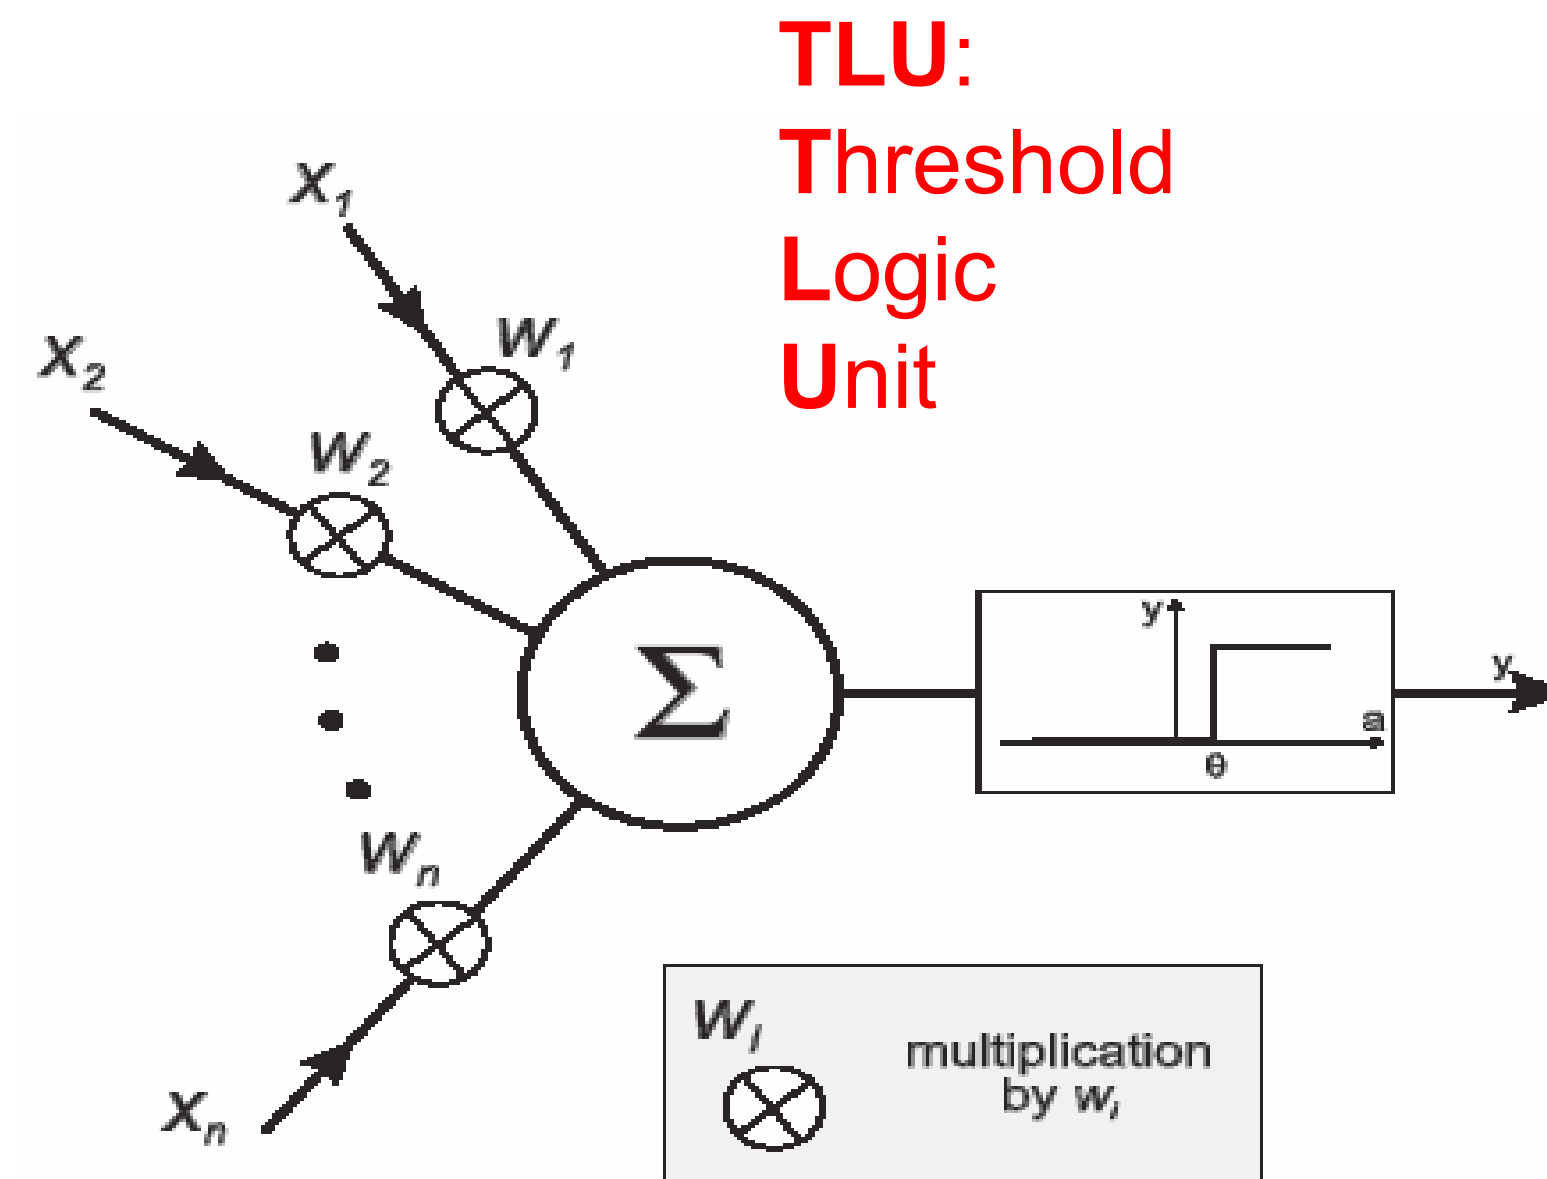 TLU:
Threshold
Logic
Unit
x₁
w₁
x₂
w₂
Σ
y
a
θ
y
wₙ
xₙ
wᵢ
multiplication
by wᵢ